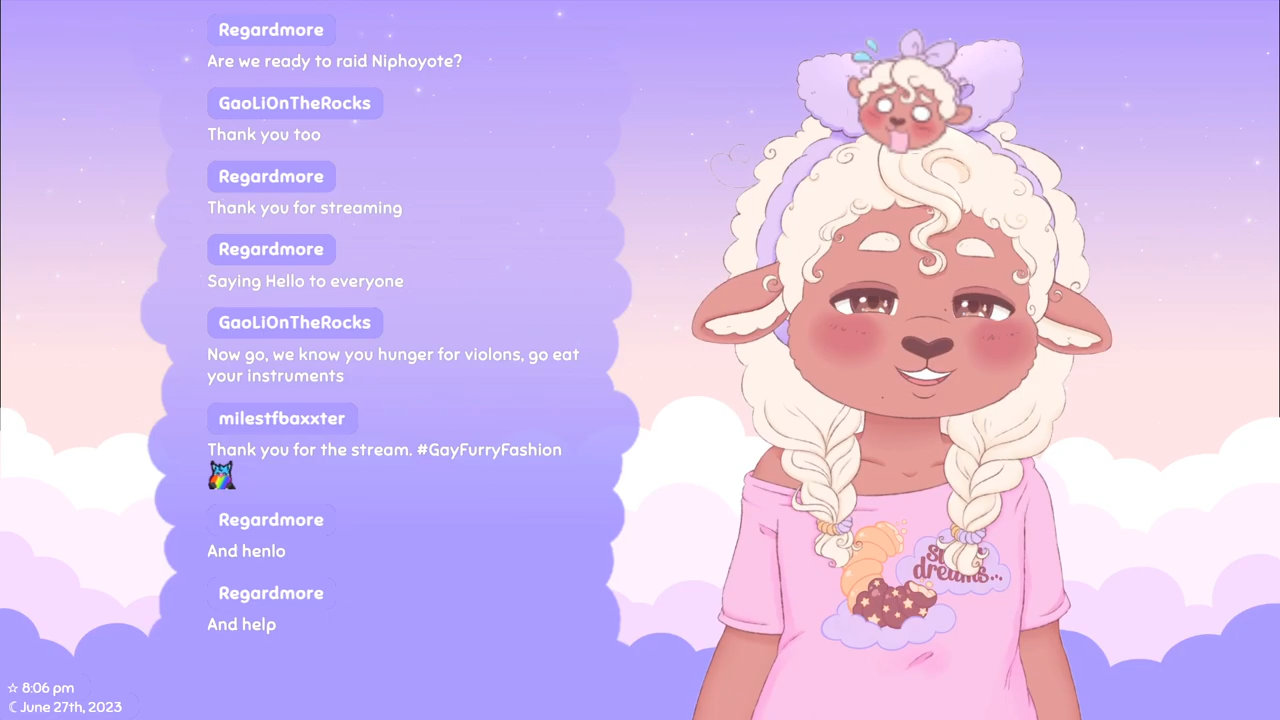 Regardmore
Are we ready to raid Niphoyote?
GaoLiOnTheRocks
Thank you too
Regardmore
Thank you for streaming
Regardmore
Saying Hello to everyone
GaoLiOnTheRocks
Now go, we know you hunger for violons, go eat
your instruments
milestfbaxxter
Thank you for the stream. #GayFurryFashion
Regardmore
And henlo
Regardmore
And help
dreams...
☆ 8:06 pm
☾ June 27th, 2023